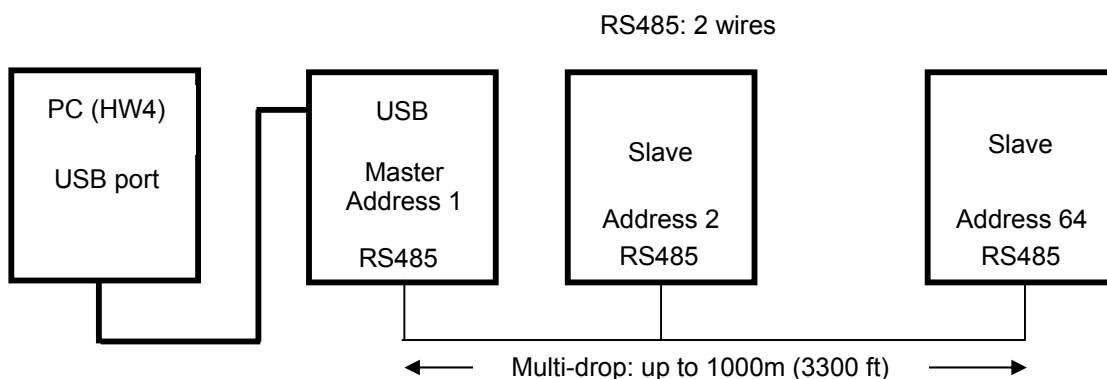 RS485: 2 wires
PC (HW4)
USB port
USB
Master
Address 1
RS485
Slave
Address 2
RS485
Slave
Address 64
RS485
Multi-drop: up to 1000m (3300 ft)